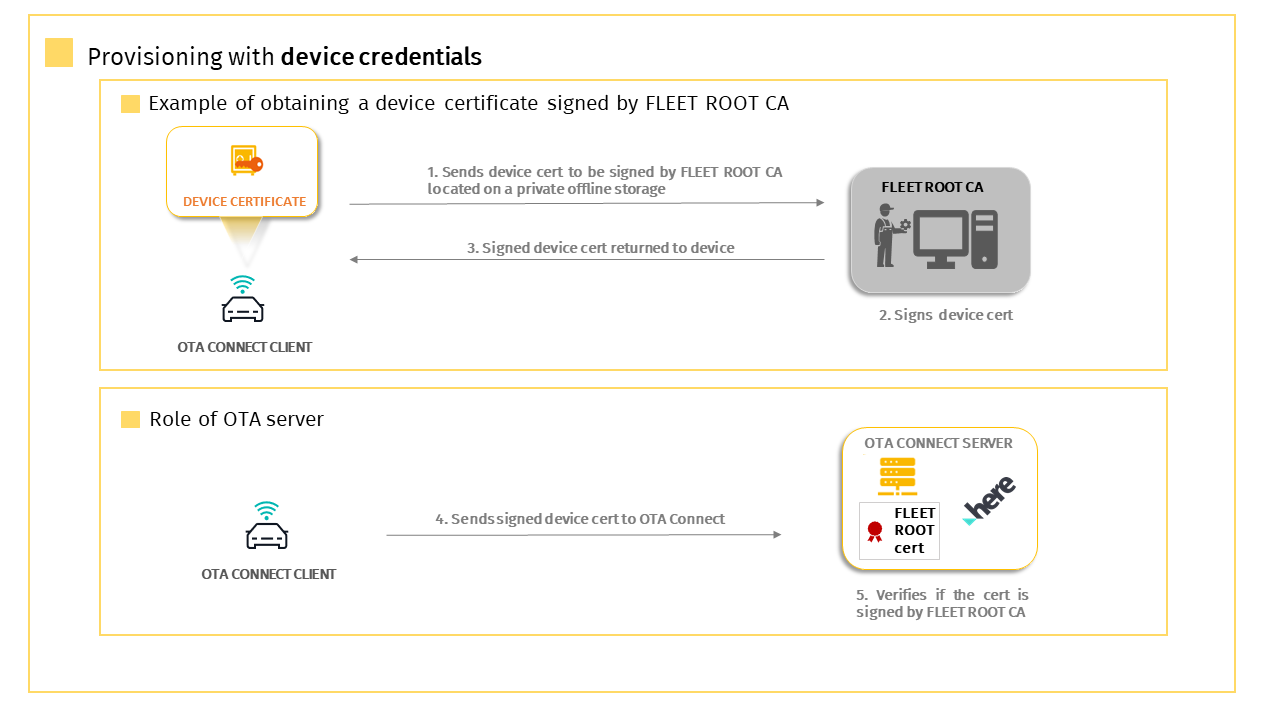 Provisioning with device credentials
Example of obtaining a device certificate signed by FLEET ROOT CA
DEVICE CERTIFICATE
1. Sends device cert to be signed by FLEET ROOT CA
located on a private offline storage
FLEET ROOT CA
3. Signed device cert returned to device
2. Signs device cert
OTA CONNECT CLIENT
Role of OTA server
OTA CONNECT SERVER
here
FLEET
ROOT
cert
4. Sends signed device cert to OTA Connect
OTA CONNECT CLIENT
5. Verifies if the cert is
signed by FLEET ROOT CA